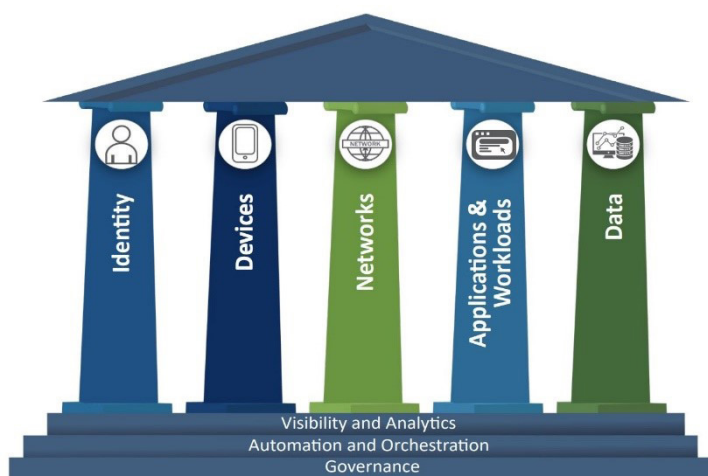 Identity
Devices
NETWORK
Networks
Applications &
Workloads
Data
Visibility and Analytics
Automation and Orchestration
Governance